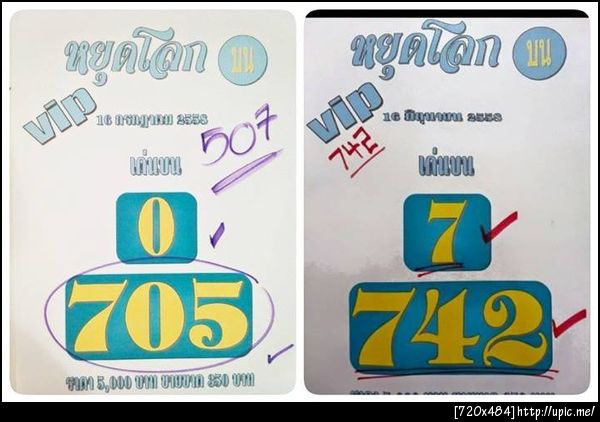 หยุดโลก บน
vip
16 กรกฎาคม 2558
507
เด่นบน
0
705
ราคา 5,000 บาท ขายขาด 350 บาท
หยุดโลก บน
vip
16 มิถุนายน 2558
742
เด่นบน
7
742
[720x484]http://upic.me/